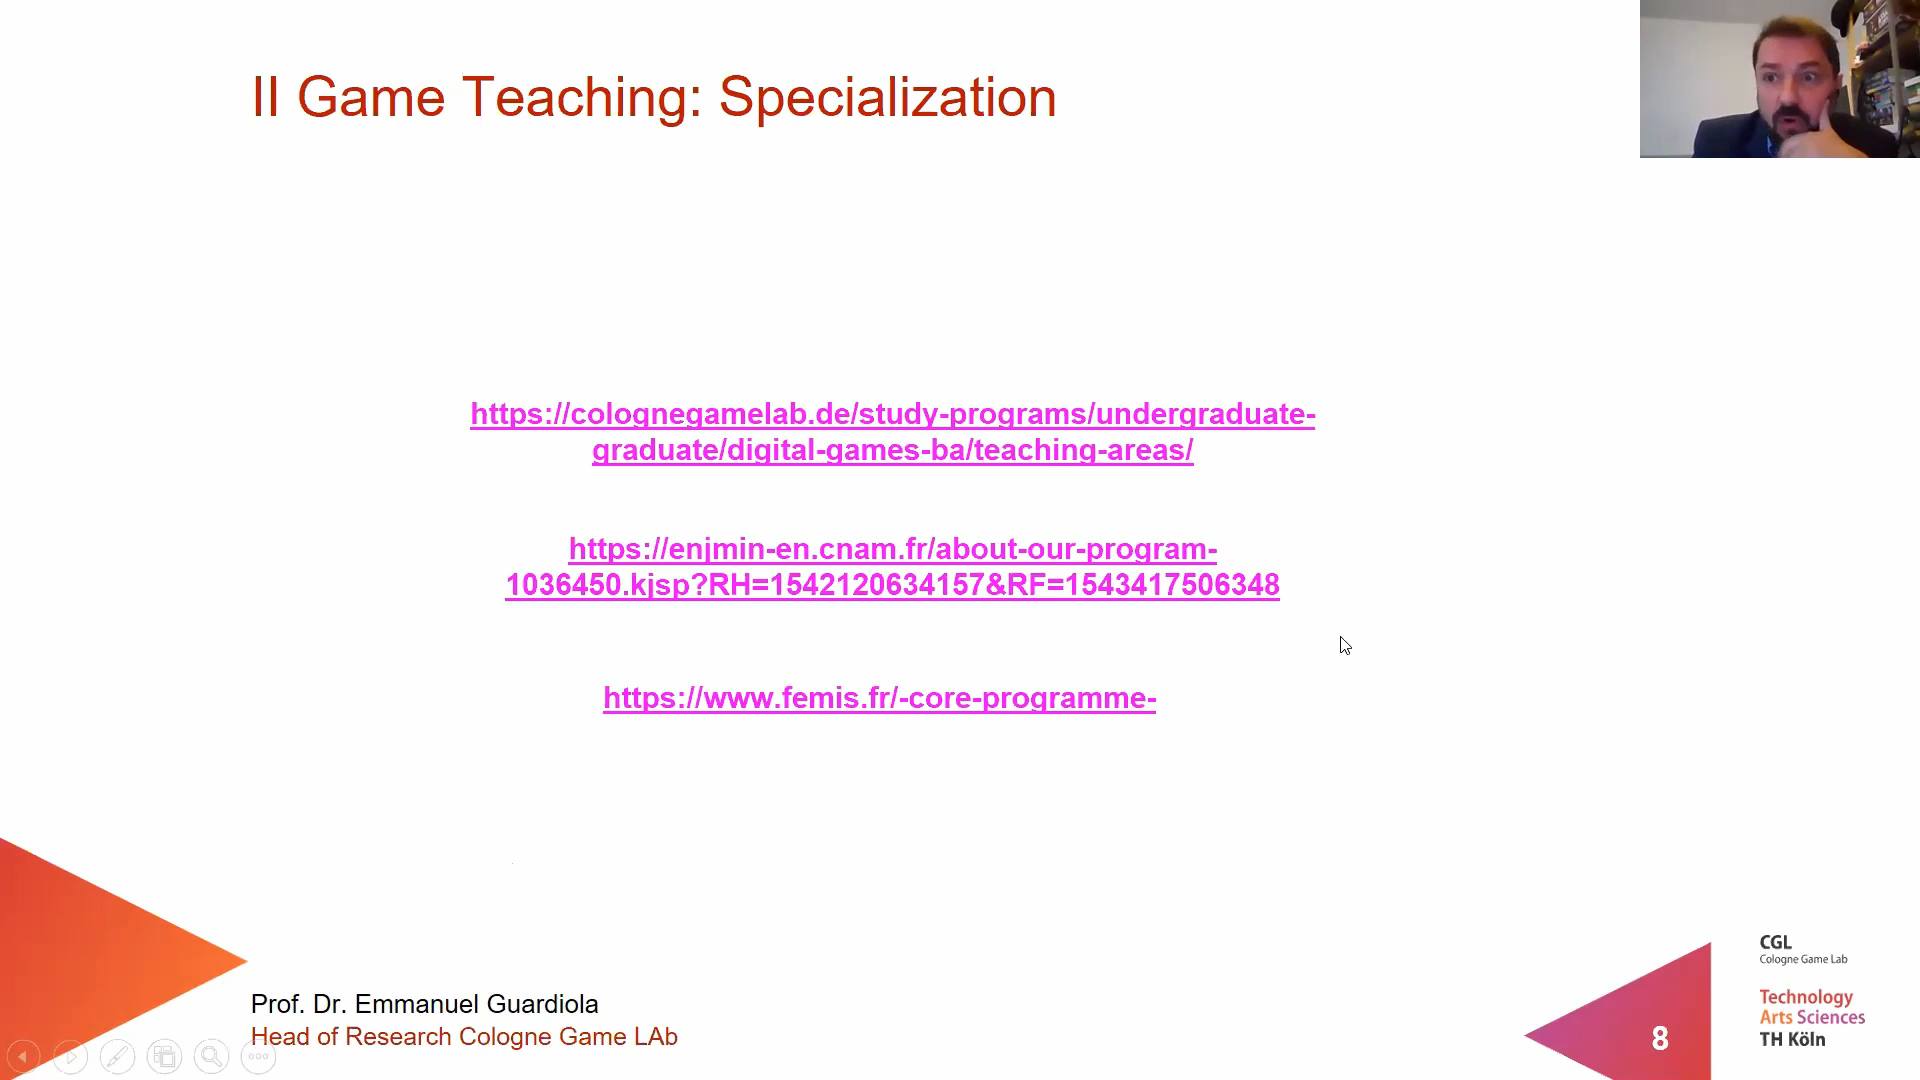 II Game Teaching: Specialization
https://colognegamelab.de/study-programs/undergraduate-
graduate/digital-games-ba/teaching-areas/
https://enjmin-en.cnam.fr/about-our-program-
1036450.kjsp?RH=1542120634157&RF=1543417506348
https://www.femis.fr/-core-programme-
Prof. Dr. Emmanuel Guardiola
Head of Research Cologne Game LAb
8
CGL
Cologne Game Lab
Technology
Arts Sciences
TH Köln